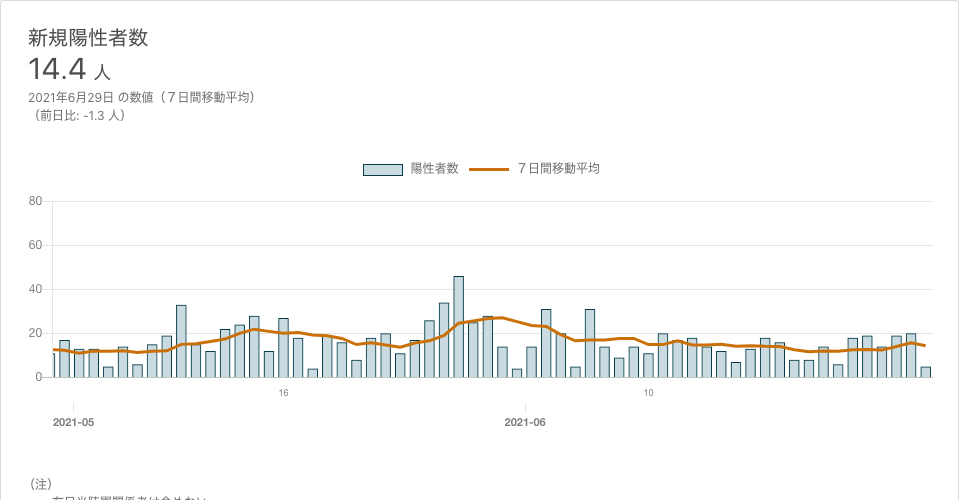 新規陽性者数
14.4 人
2021年6月29日 の数値（７日間移動平均）
（前日比: -1.3 人）
陽性者数 ７日間移動平均
80
60
40
20
0
16 10
2021-05 2021-06
（注）